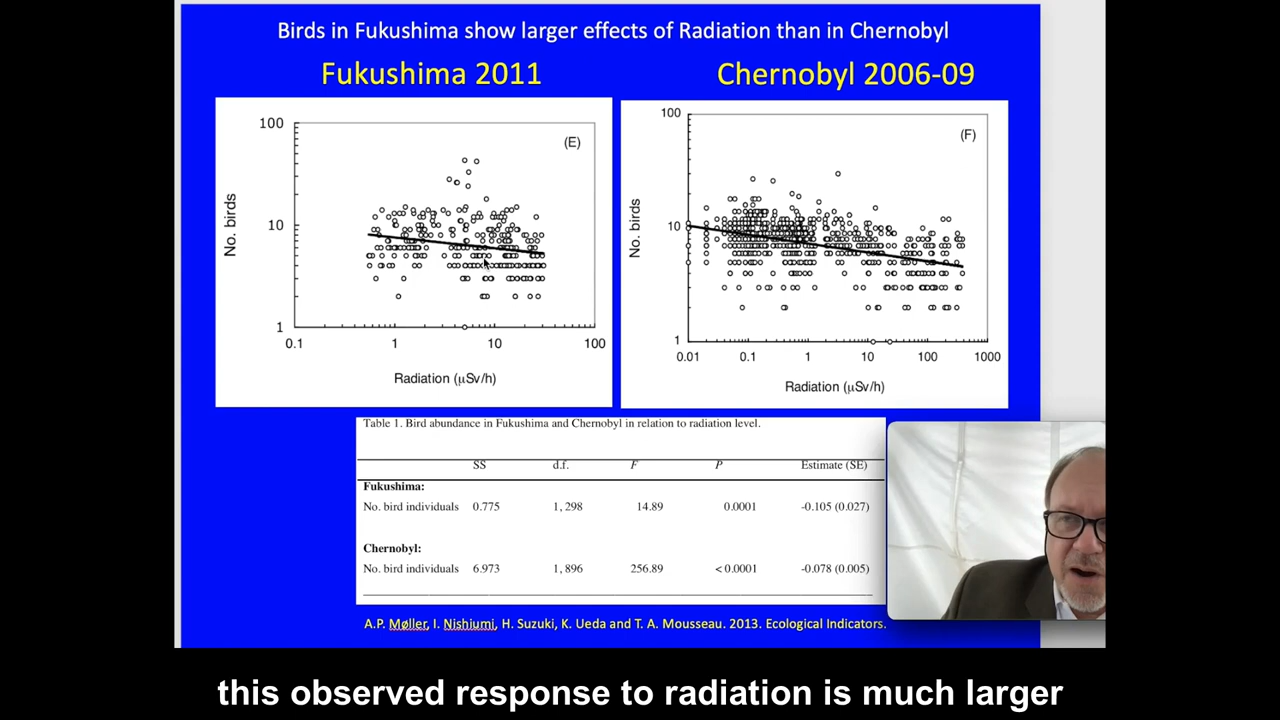 Birds in Fukushima show larger effects of Radiation than in Chernobyl
Fukushima 2011
Chernobyl 2006-09
100
(E)
No. birds
10
1
0.1
1
10
100
Radiation (μSv/h)
100
(F)
No. birds
10
1
0.01
0.1
1
10
100
1000
Radiation (μSv/h)
Table 1. Bird abundance in Fukushima and Chernobyl in relation to radiation level.
SS d.f. F P Estimate (SE)
Fukushima:
No. bird individuals 0.775 1, 298 14.89 0.0001 -0.105 (0.027)
Chernobyl:
No. bird individuals 6.973 1, 896 256.89 < 0.0001 -0.078 (0.005)
A.P. Møller, I. Nishiumi, H. Suzuki, K. Ueda and T. A. Mousseau. 2013. Ecological Indicators.
this observed response to radiation is much larger